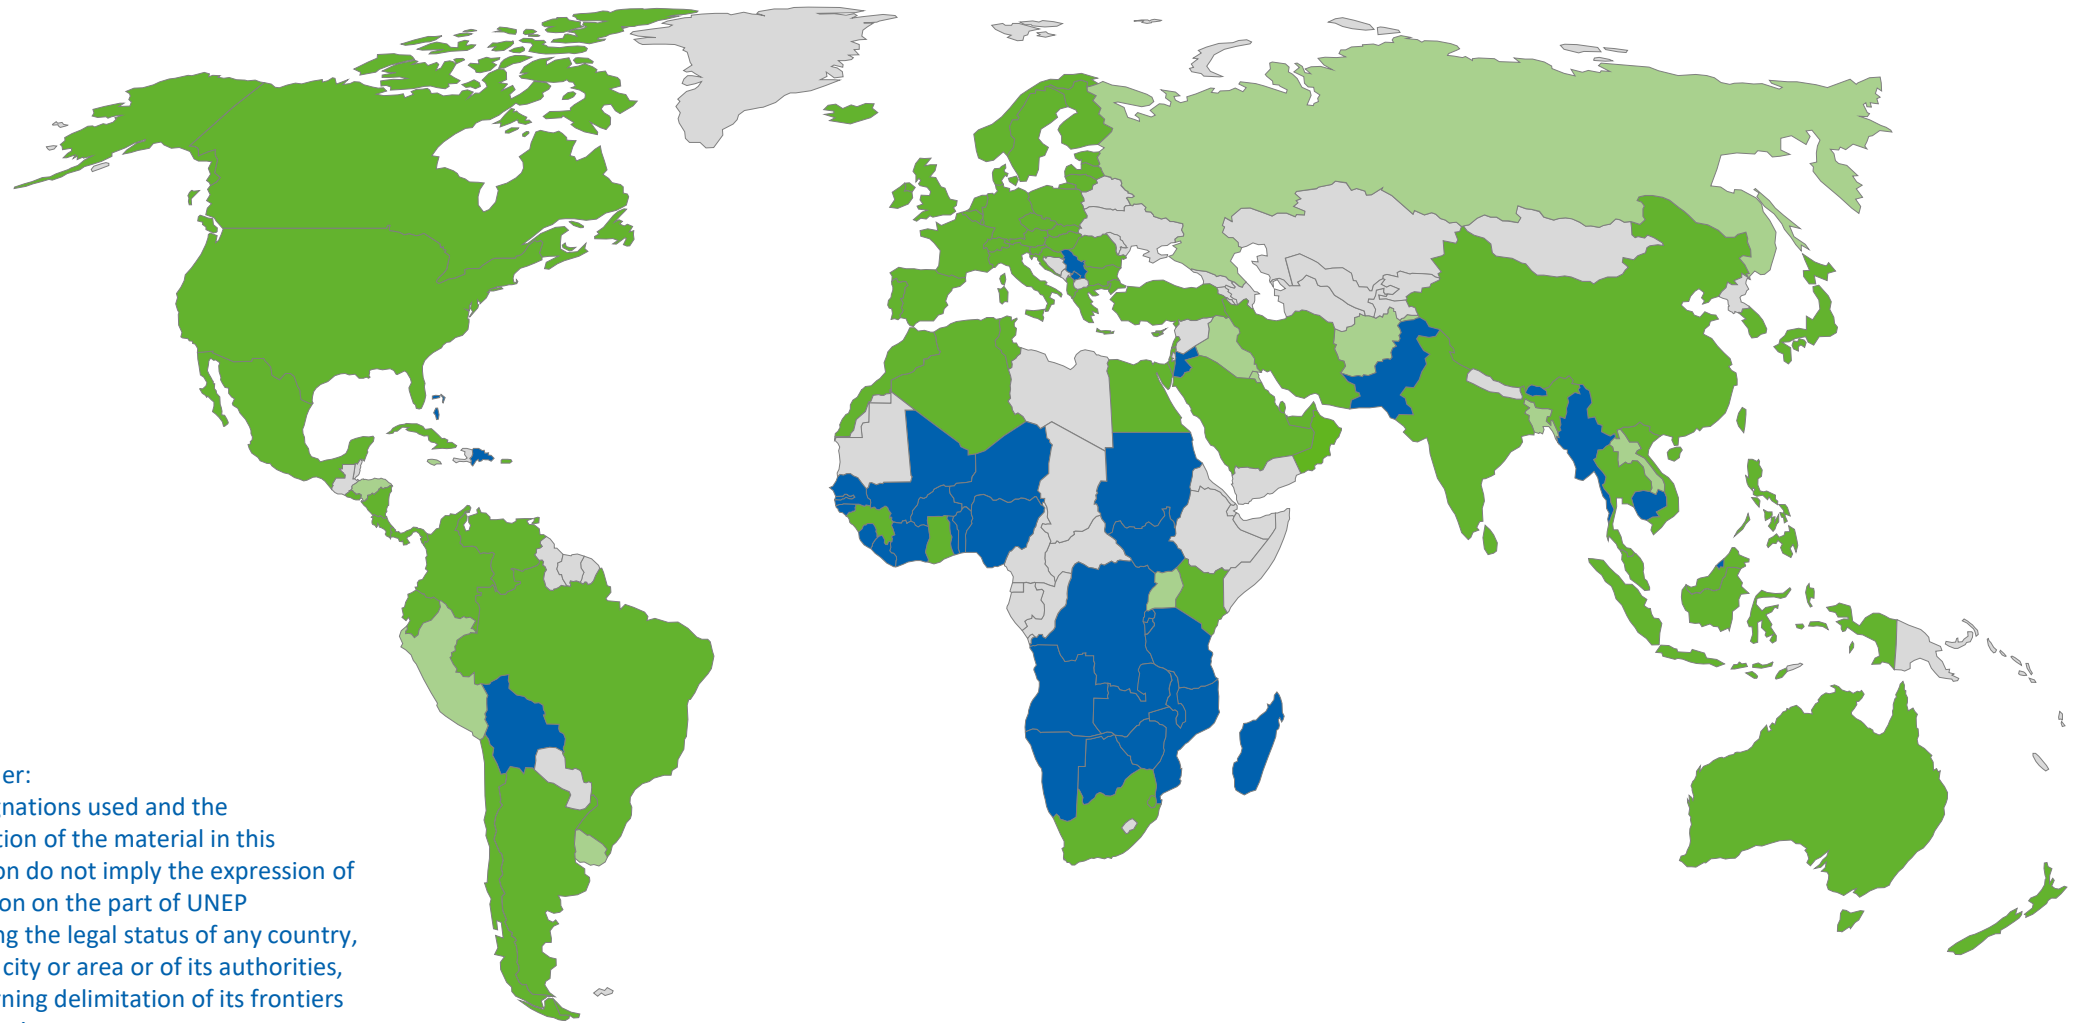 er:
gnations used and the
tion of the material in this
on do not imply the expression of
on on the part of UNEP
ng the legal status of any country,
city or area or of its authorities,
rning delimitation of its frontiers